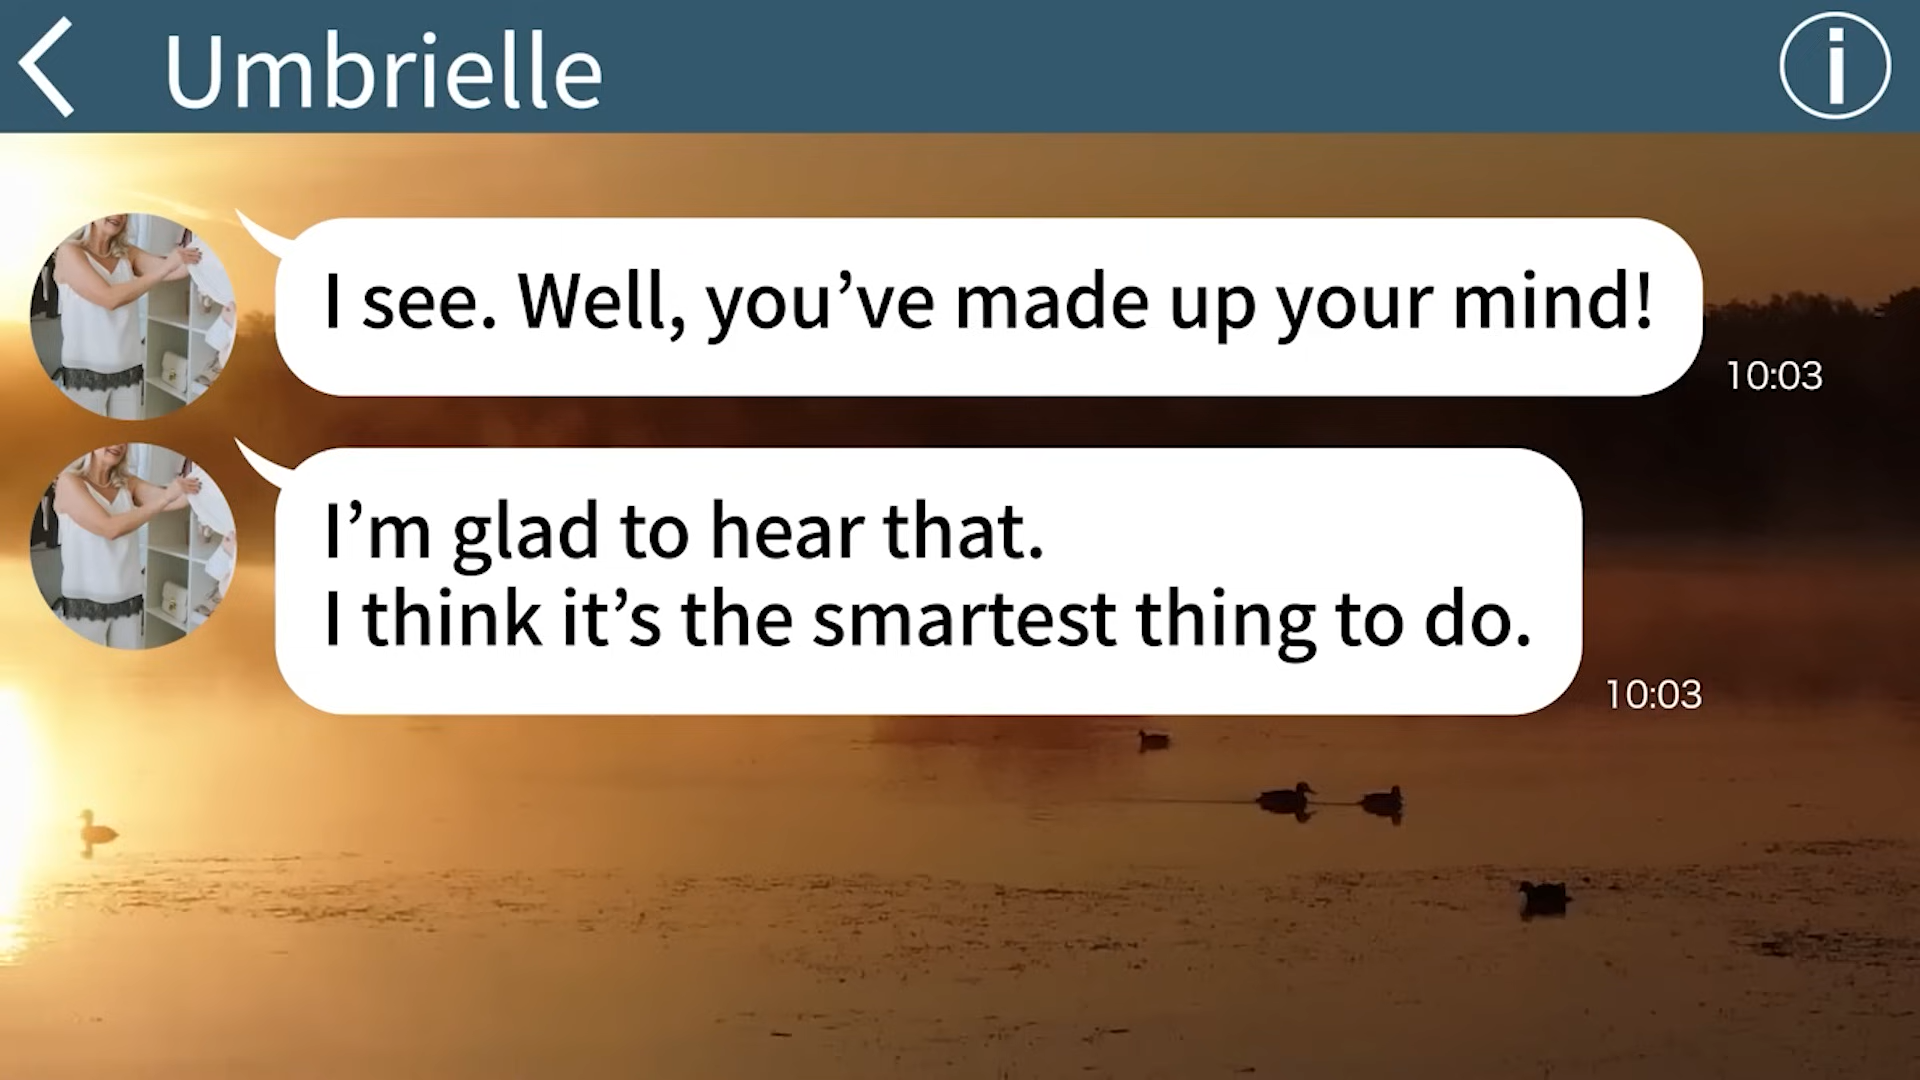 Umbrielle
I see. Well, you’ve made up your mind!
10:03
I’m glad to hear that.
I think it’s the smartest thing to do.
10:03